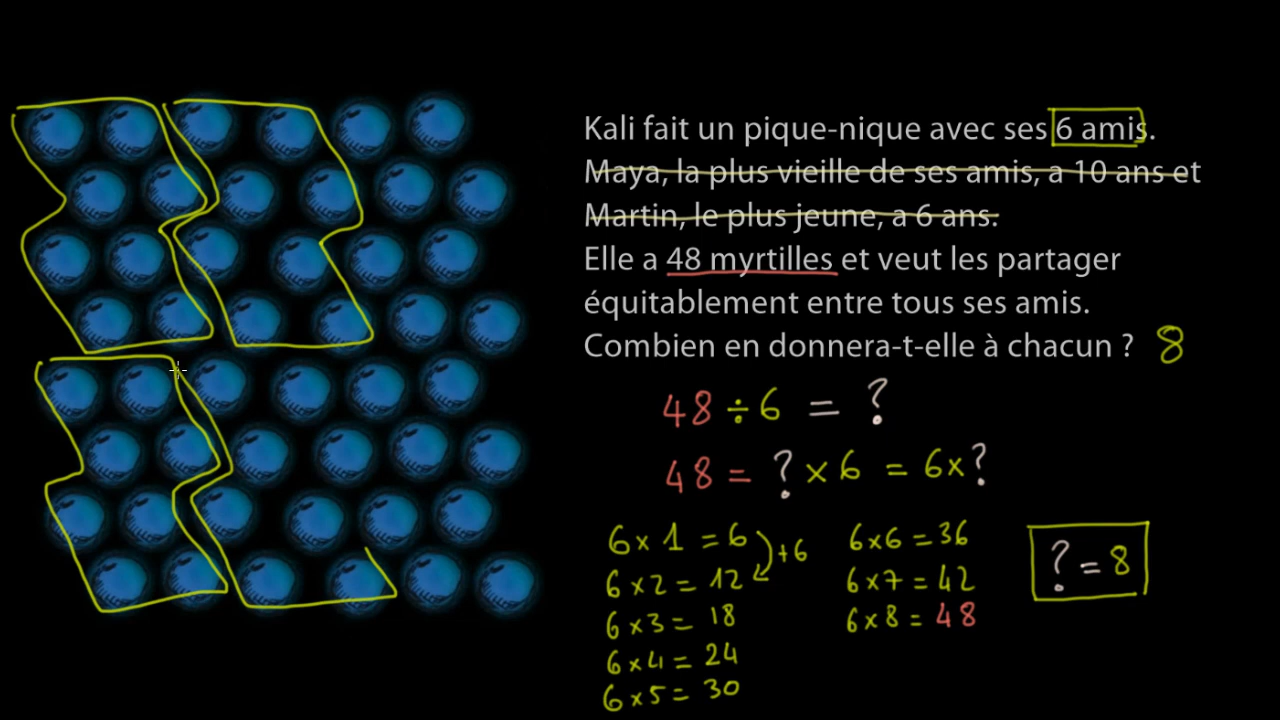 Kali fait un pique-nique avec ses 6 amis.
Maya, la plus vieille de ses amis, a 10 ans et
Martin, le plus jeune, a 6 ans.
Elle a 48 myrtilles et veut les partager
équitablement entre tous ses amis.
Combien en donnera-t-elle à chacun ? 8
48 ÷ 6 = ?
48 = ? × 6 = 6 × ?
6 × 1 = 6
+6
6 × 2 = 12
6 × 3 = 18
6 × 4 = 24
6 × 5 = 30
6 × 6 = 36
6 × 7 = 42
6 × 8 = 48
? = 8